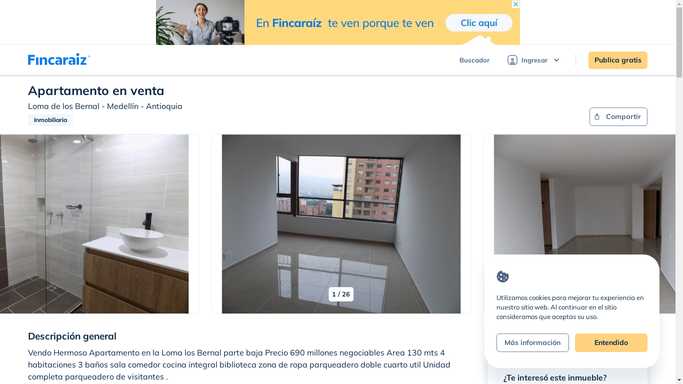 En Fincaraíz te ven porque te ven
Clic aquí
Fincaraíz
Buscador
Ingresar
Publica gratis
Apartamento en venta
Loma de los Bernal - Medellín - Antioquia
Inmobiliaria
Compartir
1 / 26
Utilizamos cookies para mejorar tu experiencia en
nuestro sitio web. Al continuar en el sitio
consideramos que aceptas su uso.
Más información
Entendido
Descripción general
Vendo Hermoso Apartamento en la Loma los Bernal parte baja Precio 690 millones negociables Area 130 mts 4
habitaciones 3 baños sala comedor cocina integral biblioteca zona de ropa parqueadero doble cuarto util Unidad
completa parqueadero de visitantes .
¿Te interesó este inmueble?